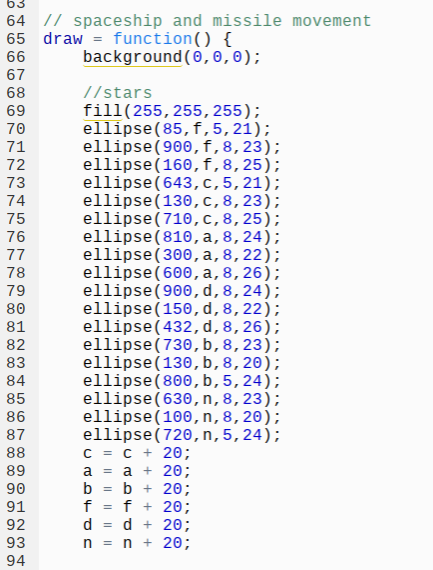 63
64 // spaceship and missile movement
65 draw = function() {
66     background(0,0,0);
67
68     //stars
69     fill(255,255,255);
70     ellipse(85,f,5,21);
71     ellipse(900,f,8,23);
72     ellipse(160,f,8,25);
73     ellipse(643,c,5,21);
74     ellipse(130,c,8,23);
75     ellipse(710,c,8,25);
76     ellipse(810,a,8,24);
77     ellipse(300,a,8,22);
78     ellipse(600,a,8,26);
79     ellipse(900,d,8,24);
80     ellipse(150,d,8,22);
81     ellipse(432,d,8,26);
82     ellipse(730,b,8,23);
83     ellipse(130,b,8,20);
84     ellipse(800,b,5,24);
85     ellipse(630,n,8,23);
86     ellipse(100,n,8,20);
87     ellipse(720,n,5,24);
88     c = c + 20;
89     a = a + 20;
90     b = b + 20;
91     f = f + 20;
92     d = d + 20;
93     n = n + 20;
94